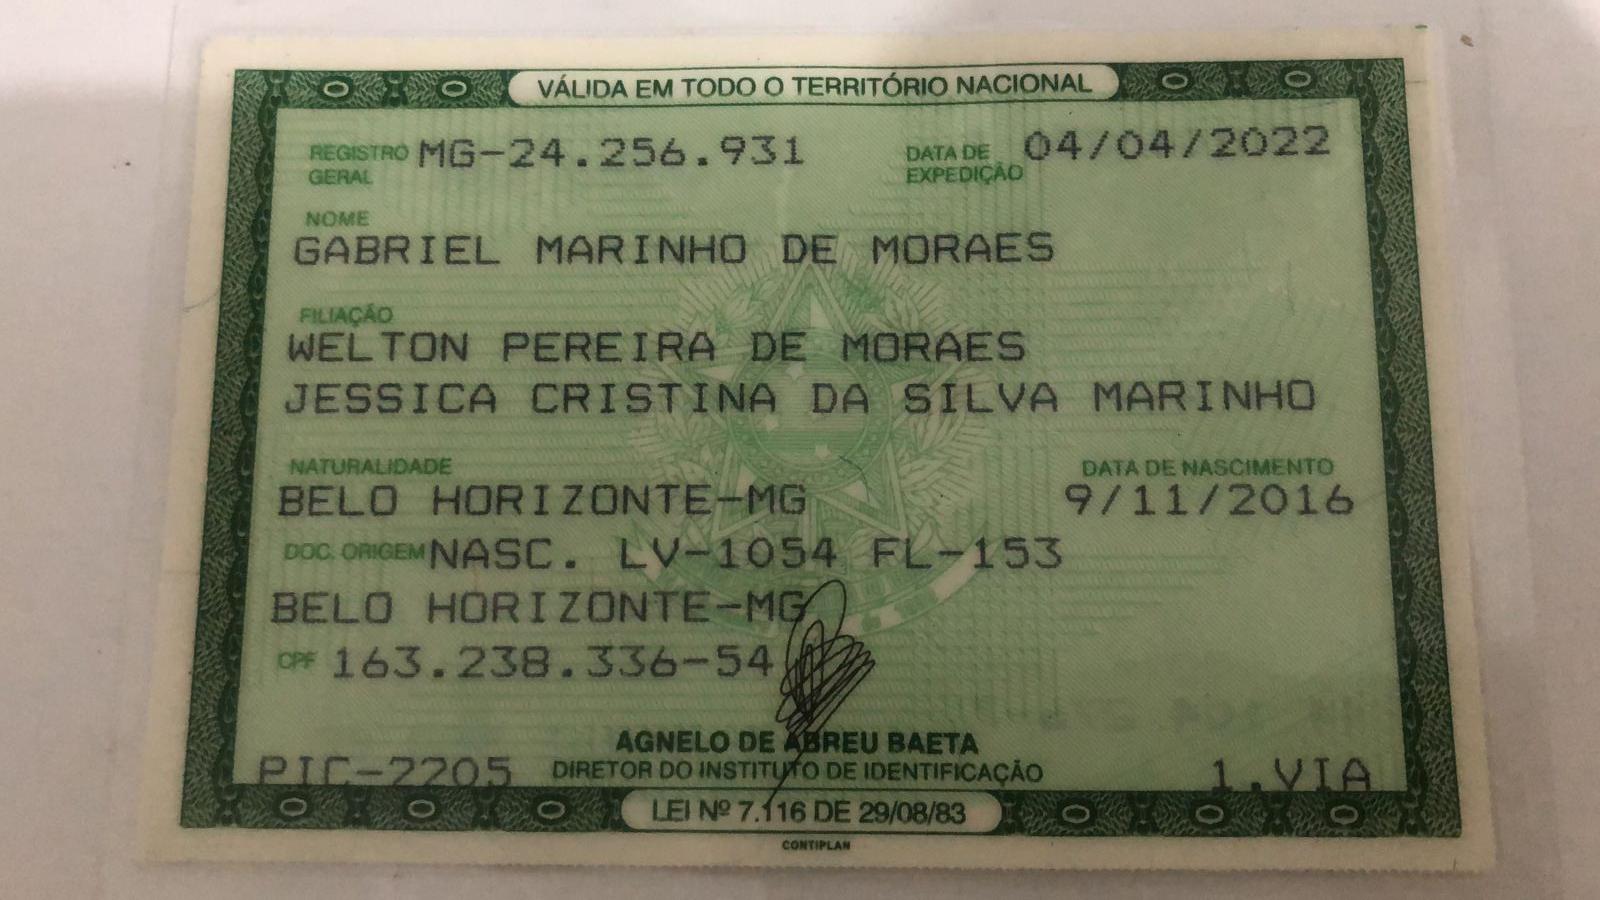 VÁLIDA EM TODO O TERRITÓRIO NACIONAL
REGISTRO GERAL MG-24.256.931 DATA DE EXPEDIÇÃO 04/04/2022
NOME
GABRIEL MARINHO DE MORAES
FILIAÇÃO
WELTON PEREIRA DE MORAES
JESSICA CRISTINA DA SILVA MARINHO
NATURALIDADE DATA DE NASCIMENTO
BELO HORIZONTE-MG 9/11/2016
DOC. ORIGEM NASC. LV-1054 FL-153
BELO HORIZONTE-MG
CPF 163.238.336-54
AGNELO DE ABREU BAETA
PIC-2205 DIRETOR DO INSTITUTO DE IDENTIFICAÇÃO 1.VIA
LEI Nº 7.116 DE 29/08/83
CONTIPLAN